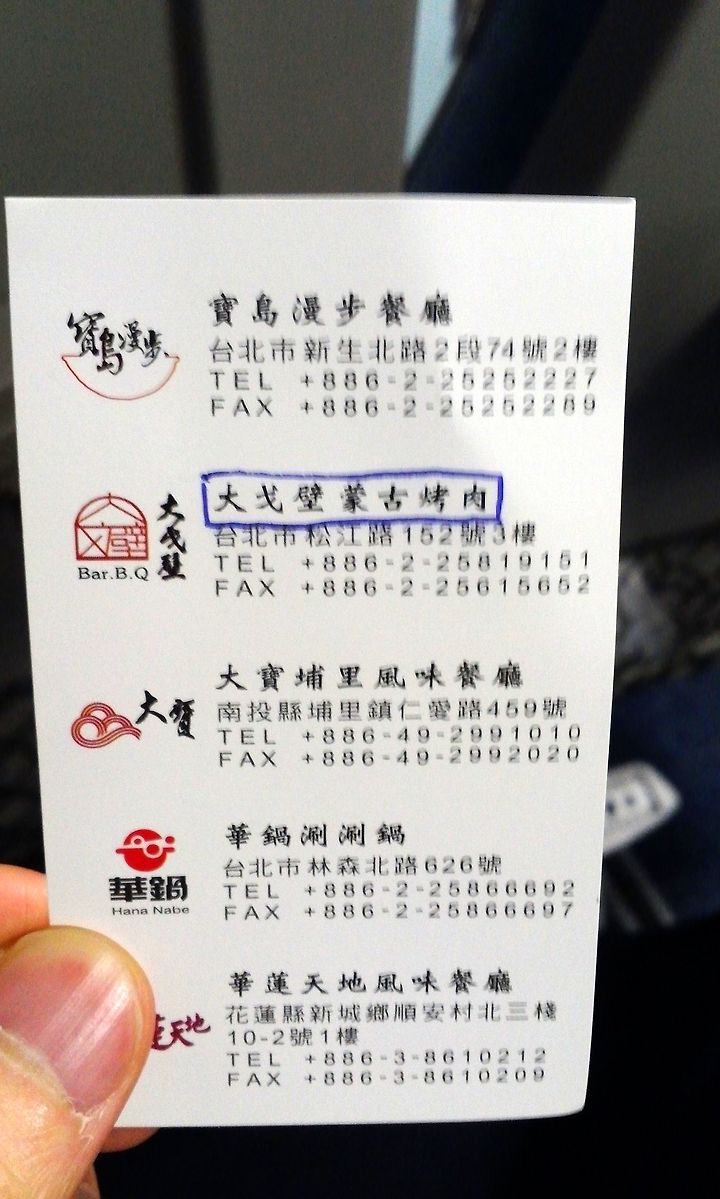 寶島漫步
寶島漫步餐廳
台北市新生北路2段74號2樓
TEL +886-2-25252227
FAX +886-2-25252289
大戈壁
Bar.B.Q
大戈壁蒙古烤肉
台北市松江路152號3樓
TEL +886-2-25819151
FAX +886-2-25615652
大寶
大寶埔里風味餐廳
南投縣埔里鎮仁愛路459號
TEL +886-49-2991010
FAX +886-49-2992020
華鍋
Hana Nabe
華鍋涮涮鍋
台北市林森北路626號
TEL +886-2-25866692
FAX +886-2-25866697
蓮天地
華蓮天地風味餐廳
花蓮縣新城鄉順安村北三棧
10-2號1樓
TEL +886-3-8610212
FAX +886-3-8610209